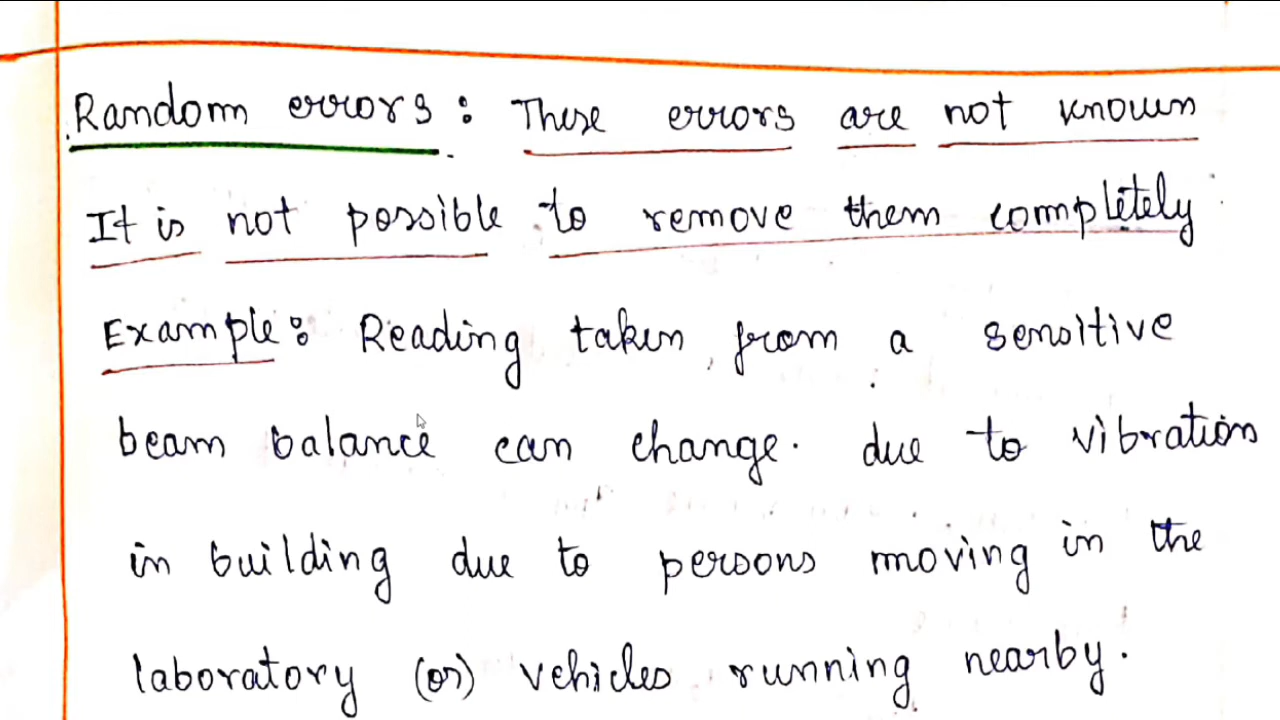 Random errors: These errors are not known
It is not possible to remove them completely
Example: Reading taken from a sensitive
beam balance can change. due to vibration
in building due to persons moving in the
laboratory (or) vehicles running nearby.